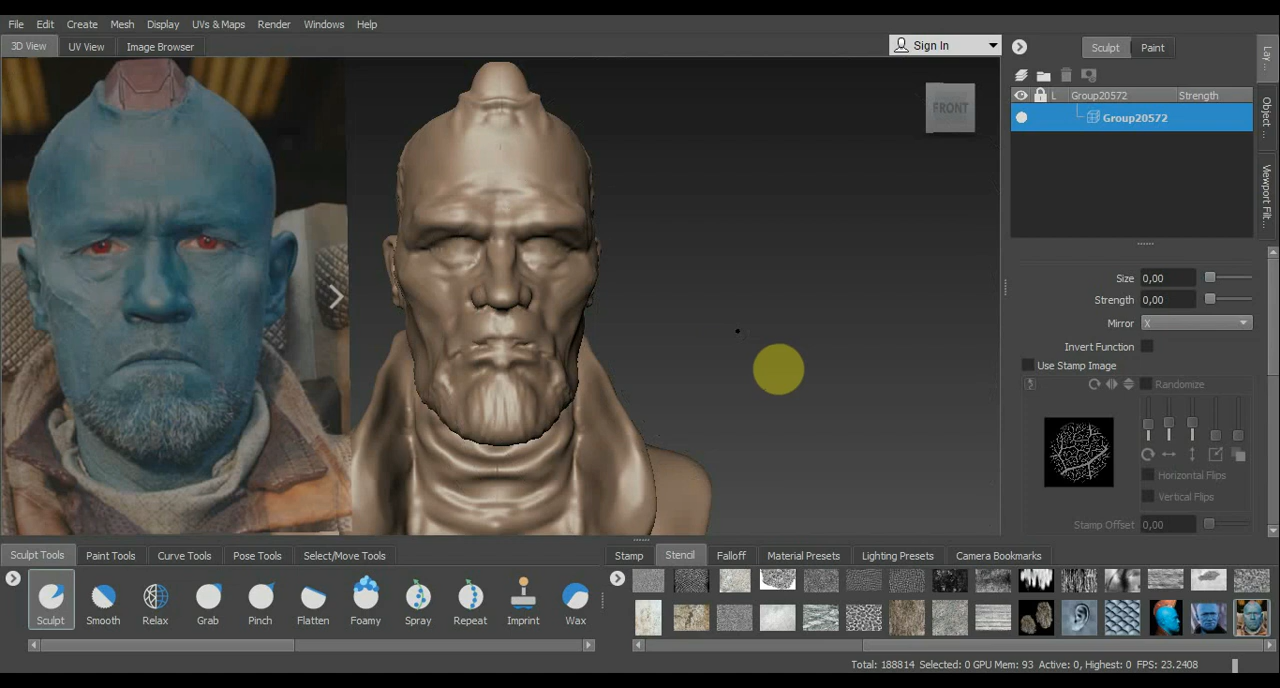 File Edit Create Mesh Display UVs & Maps Render Windows Help
3D View UV View Image Browser
Sign In
Sculpt Paint
Lay...
L Group20572 Strength
Group20572
FRONT
Object ...
Viewport Filt...
Size 0,00
Strength 0,00
Mirror X
Invert Function
Use Stamp Image
Randomize
Horizontal Flips
Vertical Flips
Stamp Offset 0,00
Sculpt Tools Paint Tools Curve Tools Pose Tools Select/Move Tools
Stamp Stencil Falloff Material Presets Lighting Presets Camera Bookmarks
Sculpt Smooth Relax Grab Pinch Flatten Foamy Spray Repeat Imprint Wax
Total: 188814 Selected: 0 GPU Mem: 93 Active: 0, Highest: 0 FPS: 23.2408